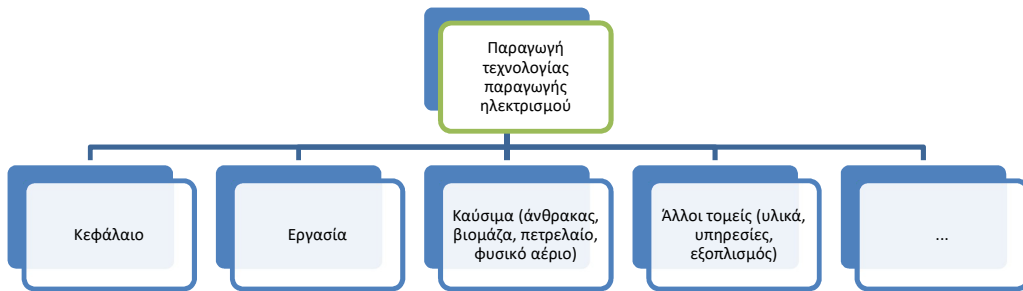 Παραγωγή
τεχνολογίας
παραγωγής
ηλεκτρισμού
Κεφάλαιο
Εργασία
Καύσιμα (άνθρακας,
βιομάζα, πετρελαίο,
φυσικό αέριο)
Άλλοι τομείς (υλικά,
υπηρεσίες,
εξοπλισμός)
...